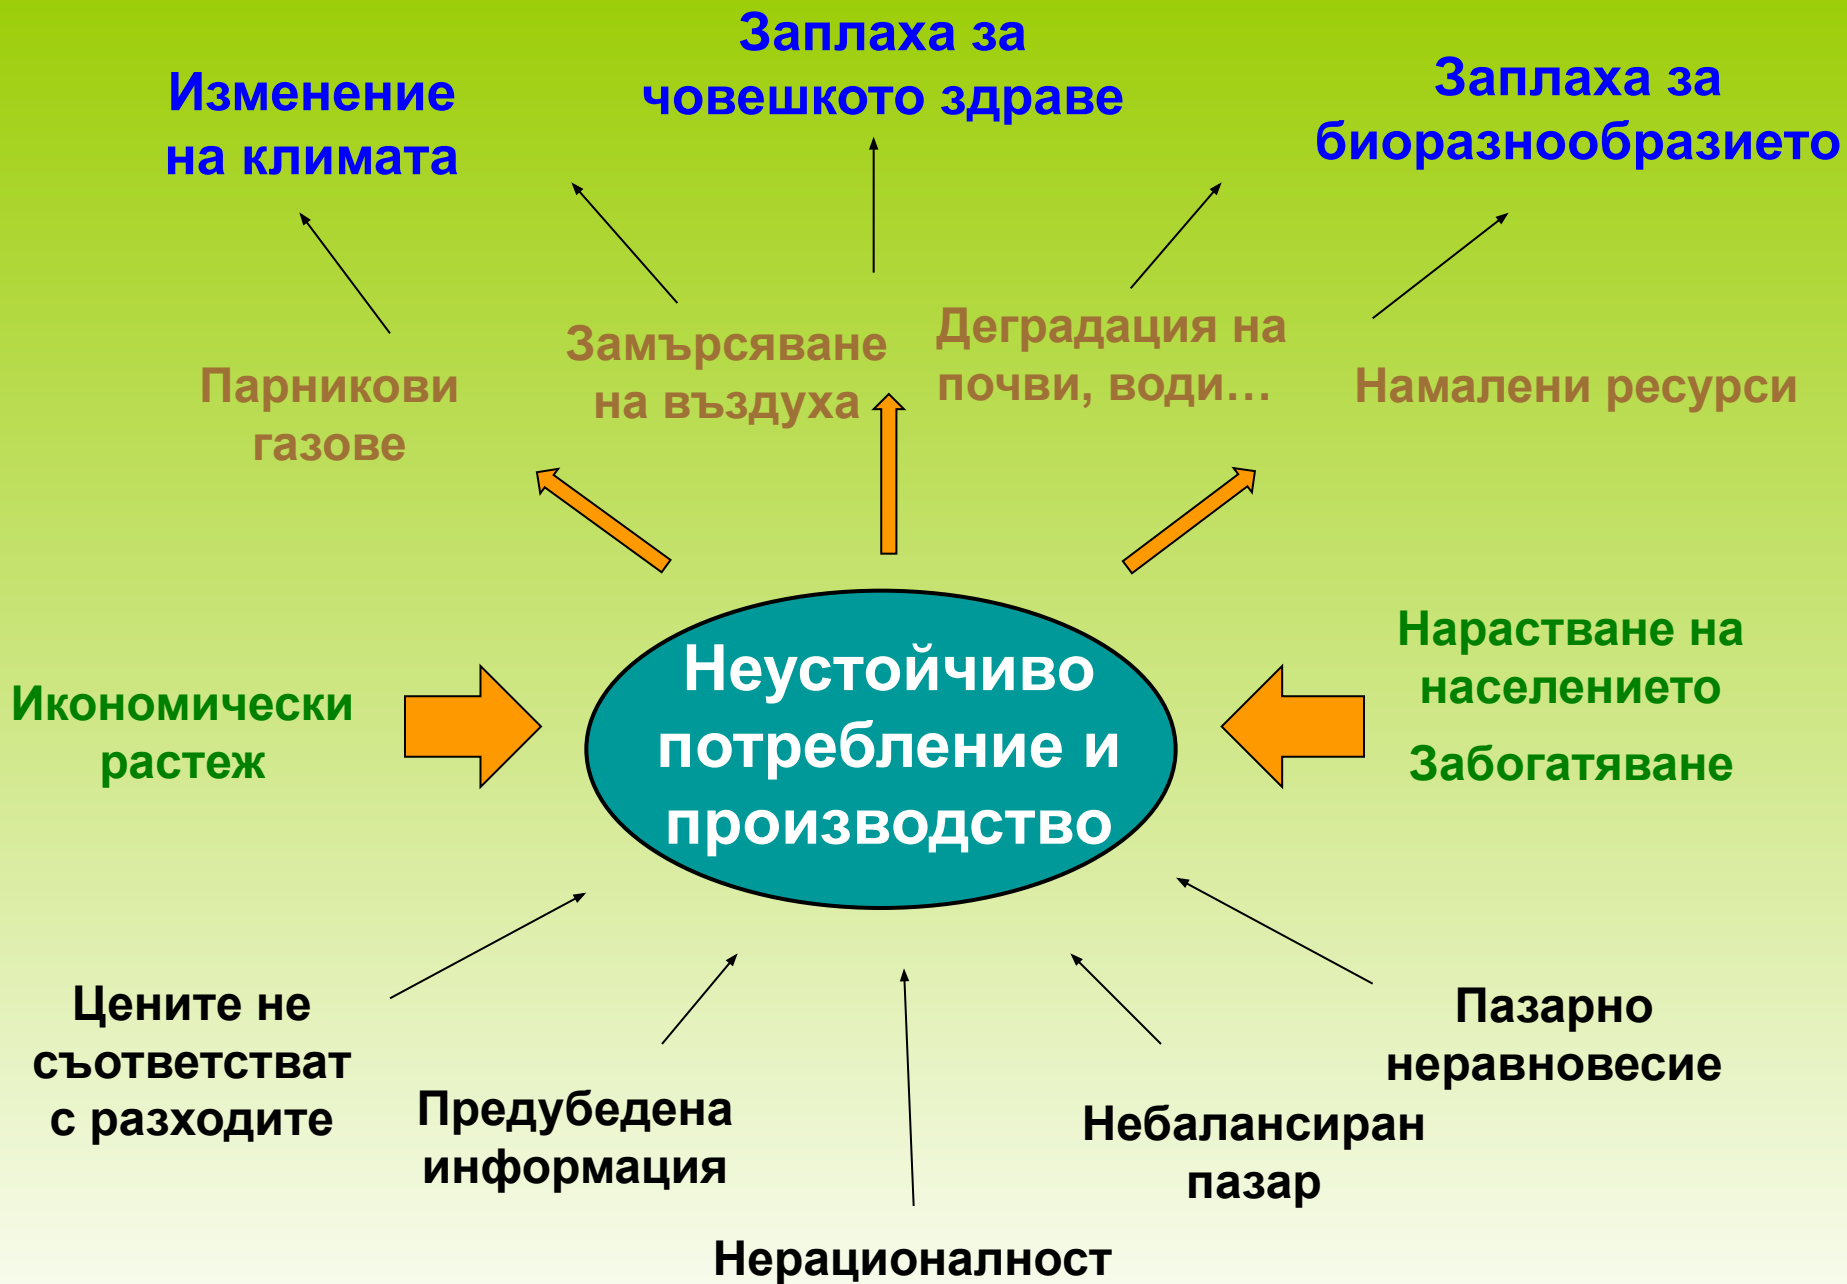 Заплаха за
човешкото здраве
Изменение
на климата
Заплаха за
биоразнообразието
Парникови
газове
Замърсяване
на въздуха
Деградация на
почви, води…
Намалени ресурси
Икономически
растеж
Неустойчиво
потребление и
производство
Нарастване на
населението
Забогатяване
Цените не
съответстват
с разходите
Предубедена
информация
Нерационалност
Небалансиран
пазар
Пазарно
неравновесие